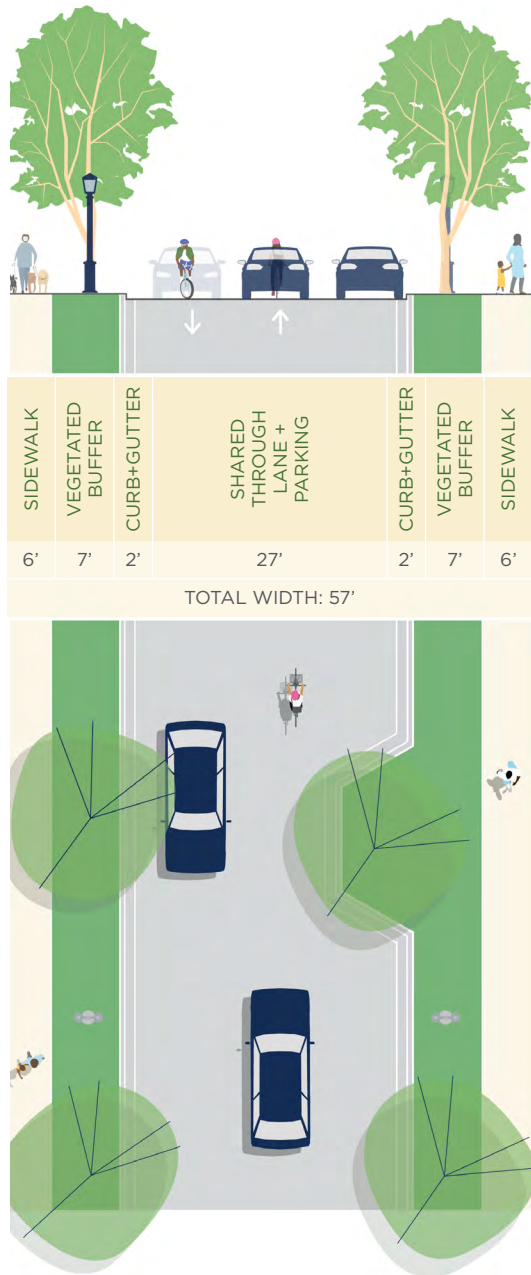 SIDEWALK
VEGETATED
BUFFER
CURB+GUTTER
SHARED
THROUGH
LANE +
PARKING
CURB+GUTTER
VEGETATED
BUFFER
SIDEWALK
6’ 7’ 2’ 27’ 2’ 7’ 6’
TOTAL WIDTH: 57’